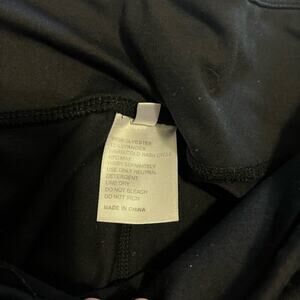 POLYESTER
SPANDEX
WASH SEPARATELY
USE ONLY NEUTRAL
DETERGENT
LINE DRY
DO NOT BLEACH
DO NOT IRON
MADE IN CHINA